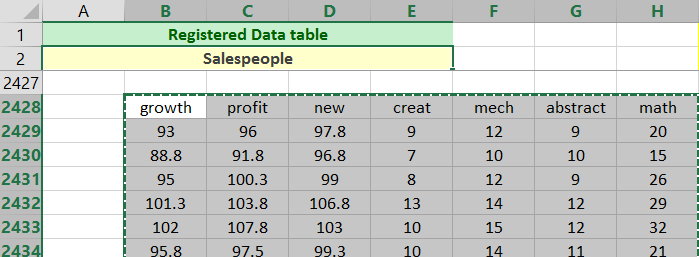 A B C D E F G H
1 Registered Data table
2 Salespeople
2427
2428 growth profit new creat mech abstract math
2429 93 96 97.8 9 12 9 20
2430 88.8 91.8 96.8 7 10 10 15
2431 95 100.3 99 8 12 9 26
2432 101.3 103.8 106.8 13 14 12 29
2433 102 107.8 103 10 15 12 32
2434 95.8 97.5 99.3 10 14 11 21